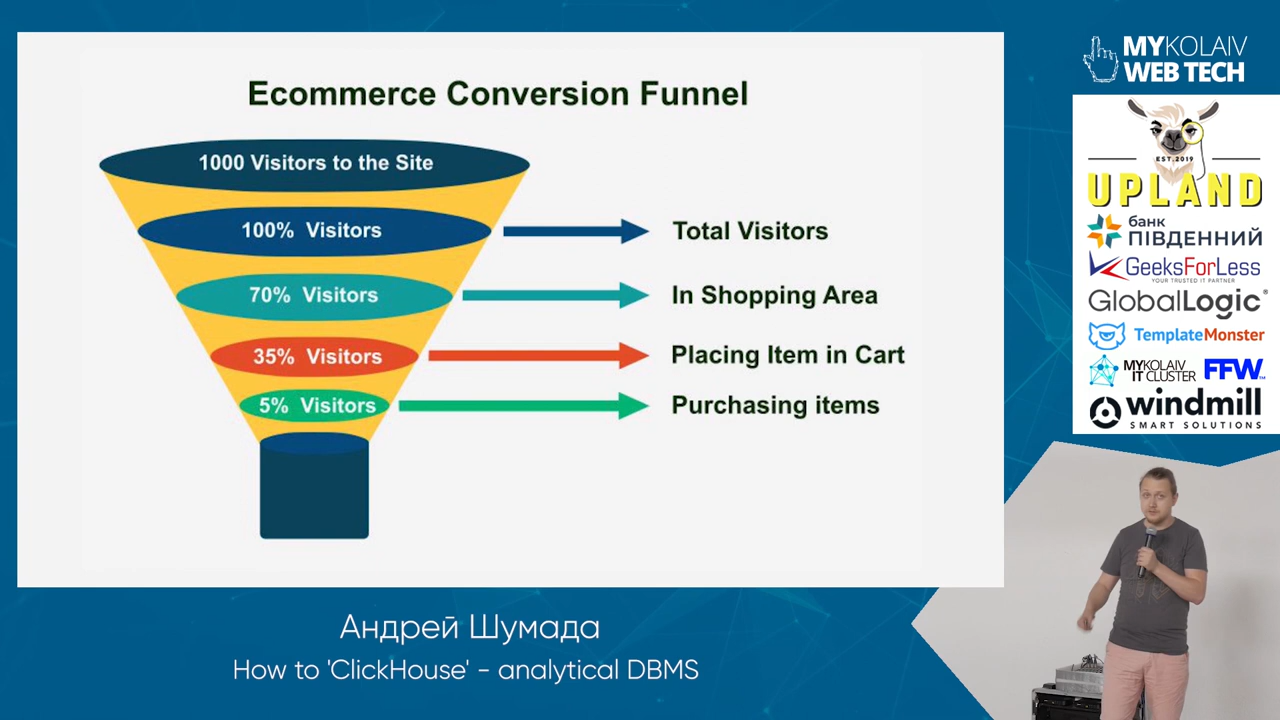 Ecommerce Conversion Funnel
1000 Visitors to the Site
100% Visitors
Total Visitors
70% Visitors
In Shopping Area
35% Visitors
Placing Item in Cart
5% Visitors
Purchasing items
Андрей Шумада
How to 'ClickHouse' - analytical DBMS
MYKOLAIV
WEB TECH
EST.2019
UPLAND
банк
ПІВДЕННИЙ
GeeksForLess
YOUR TRUSTED IT PARTNER
GlobalLogic®
TemplateMonster
MYKOLAIV
IT CLUSTER
FFW
windmill
SMART SOLUTIONS